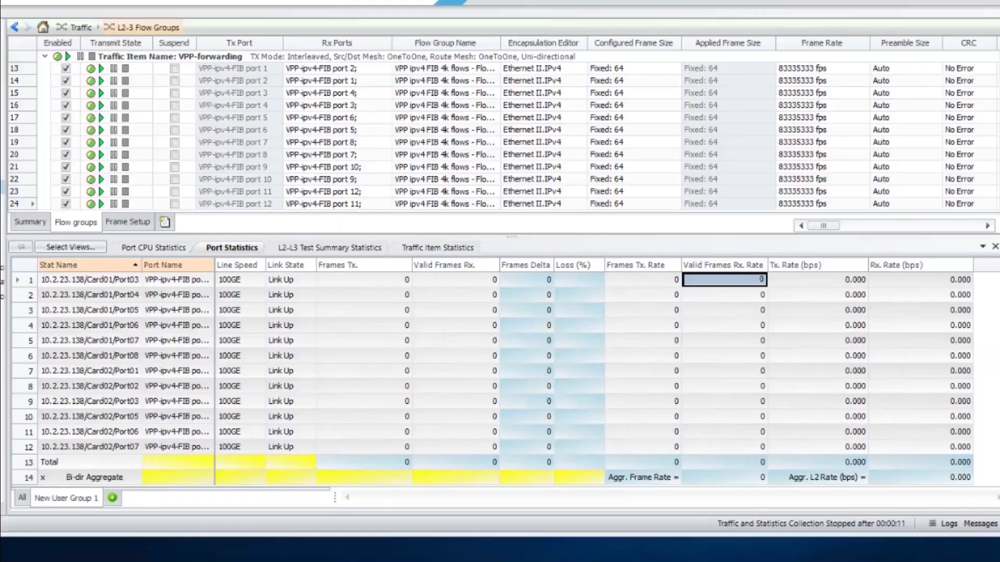 Traffic L2-3 Flow Groups
Enabled Transmit State Suspend Tx Port Rx Ports Flow Group Name Encapsulation Editor Configured Frame Size Applied Frame Size Frame Rate Preamble Size CRC
Traffic Item Name: VPP-forwarding TX Mode: Interleaved, Src/Dst Mesh: OneToOne, Route Mesh: OneToOne, Uni-directional
13 VPP-ipv4-FIB port 1 VPP-ipv4-FIB port 2; VPP ipv4 FIB 4k flows - Flo... Ethernet II.IPv4 Fixed: 64 Fixed: 64 83335333 fps Auto No Error
14 VPP-ipv4-FIB port 2 VPP-ipv4-FIB port 1; VPP ipv4 FIB 4k flows - Flo... Ethernet II.IPv4 Fixed: 64 Fixed: 64 83335333 fps Auto No Error
15 VPP-ipv4-FIB port 3 VPP-ipv4-FIB port 4; VPP ipv4 FIB 4k flows - Flo... Ethernet II.IPv4 Fixed: 64 Fixed: 64 83335333 fps Auto No Error
16 VPP-ipv4-FIB port 4 VPP-ipv4-FIB port 3; VPP ipv4 FIB 4k flows - Flo... Ethernet II.IPv4 Fixed: 64 Fixed: 64 83335333 fps Auto No Error
17 VPP-ipv4-FIB port 5 VPP-ipv4-FIB port 6; VPP ipv4 FIB 4k flows - Flo... Ethernet II.IPv4 Fixed: 64 Fixed: 64 83335333 fps Auto No Error
18 VPP-ipv4-FIB port 6 VPP-ipv4-FIB port 5; VPP ipv4 FIB 4k flows - Flo... Ethernet II.IPv4 Fixed: 64 Fixed: 64 83335333 fps Auto No Error
19 VPP-ipv4-FIB port 7 VPP-ipv4-FIB port 8; VPP ipv4 FIB 4k flows - Flo... Ethernet II.IPv4 Fixed: 64 Fixed: 64 83335333 fps Auto No Error
20 VPP-ipv4-FIB port 8 VPP-ipv4-FIB port 7; VPP ipv4 FIB 4k flows - Flo... Ethernet II.IPv4 Fixed: 64 Fixed: 64 83335333 fps Auto No Error
21 VPP-ipv4-FIB port 9 VPP-ipv4-FIB port 10; VPP ipv4 FIB 4k flows - Flo... Ethernet II.IPv4 Fixed: 64 Fixed: 64 83335333 fps Auto No Error
22 VPP-ipv4-FIB port 10 VPP-ipv4-FIB port 9; VPP ipv4 FIB 4k flows - Flo... Ethernet II.IPv4 Fixed: 64 Fixed: 64 83335333 fps Auto No Error
23 VPP-ipv4-FIB port 11 VPP-ipv4-FIB port 12; VPP ipv4 FIB 4k flows - Flo... Ethernet II.IPv4 Fixed: 64 Fixed: 64 83335333 fps Auto No Error
24 VPP-ipv4-FIB port 12 VPP-ipv4-FIB port 11; VPP ipv4 FIB 4k flows - Flo... Ethernet II.IPv4 Fixed: 64 Fixed: 64 83335333 fps Auto No Error
Summary Flow groups Frame Setup
Select Views... Port CPU Statistics Port Statistics L2-L3 Test Summary Statistics Traffic Item Statistics
Stat Name Port Name Line Speed Link State Frames Tx. Valid Frames Rx. Frames Delta Loss (%) Frames Tx. Rate Valid Frames Rx. Rate Tx. Rate (bps) Rx. Rate (bps)
1 10.2.23.138/Card01/Port03 VPP-ipv4-FIB po... 100GE Link Up 0 0 0 0 0 0.000 0.000
2 10.2.23.138/Card01/Port04 VPP-ipv4-FIB po... 100GE Link Up 0 0 0 0 0 0.000 0.000
3 10.2.23.138/Card01/Port05 VPP-ipv4-FIB po... 100GE Link Up 0 0 0 0 0 0.000 0.000
4 10.2.23.138/Card01/Port06 VPP-ipv4-FIB po... 100GE Link Up 0 0 0 0 0 0.000 0.000
5 10.2.23.138/Card01/Port07 VPP-ipv4-FIB po... 100GE Link Up 0 0 0 0 0 0.000 0.000
6 10.2.23.138/Card01/Port08 VPP-ipv4-FIB po... 100GE Link Up 0 0 0 0 0 0.000 0.000
7 10.2.23.138/Card02/Port01 VPP-ipv4-FIB po... 100GE Link Up 0 0 0 0 0 0.000 0.000
8 10.2.23.138/Card02/Port02 VPP-ipv4-FIB po... 100GE Link Up 0 0 0 0 0 0.000 0.000
9 10.2.23.138/Card02/Port03 VPP-ipv4-FIB po... 100GE Link Up 0 0 0 0 0 0.000 0.000
10 10.2.23.138/Card02/Port05 VPP-ipv4-FIB po... 100GE Link Up 0 0 0 0 0 0.000 0.000
11 10.2.23.138/Card02/Port06 VPP-ipv4-FIB po... 100GE Link Up 0 0 0 0 0 0.000 0.000
12 10.2.23.138/Card02/Port07 VPP-ipv4-FIB po... 100GE Link Up 0 0 0 0 0 0.000 0.000
13 Total 0 0 0 0 0 0.000 0.000
14 x Bi-dir Aggregate Aggr. Frame Rate = 0 Aggr. L2 Rate (bps) = 0.000
All New User Group 1
Traffic and Statistics Collection Stopped after 00:00:11 Logs Messages